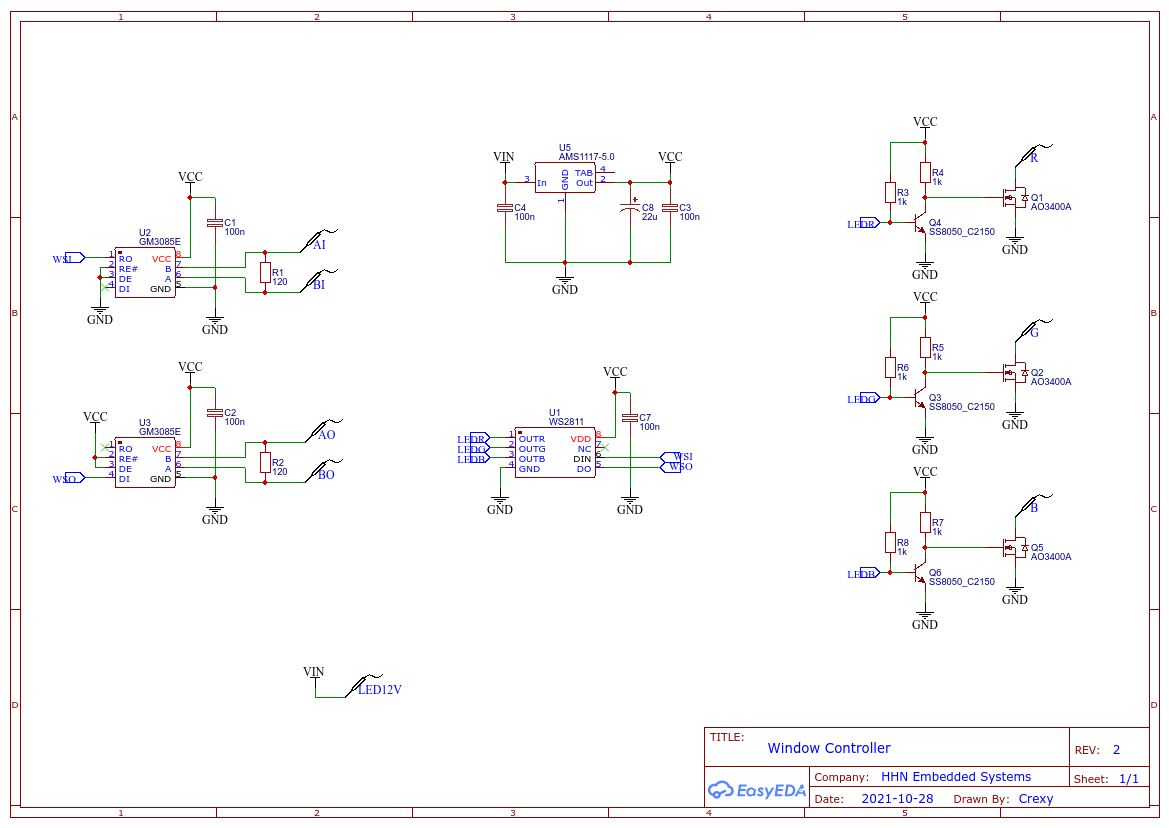 1 2 3 4 5
A
B
C
D
A
B
C
D
1 2 3 4 5
VCC
C1
100n
U2
GM3085E
WSI
1 RO
2 RE#
3 DE
4 DI
VCC 8
B 7
A 6
GND 5
R1
120
AI
BI
GND
GND
VCC
VCC
C2
100n
U3
GM3085E
WSO
1 RO
2 RE#
3 DE
4 DI
VCC 8
B 7
A 6
GND 5
R2
120
AO
BO
GND
VIN
U5
AMS1117-5.0
VCC
3 In
GND
1
TAB 4
Out 2
C4
100n
+
C8
22u
C3
100n
GND
VCC
C7
100n
U1
WS2811
LEDR
LEDG
LEDB
1 OUTR
2 OUTG
3 OUTB
4 GND
VDD 8
NC 7
DIN 6
DO 5
WSI
WSO
GND
GND
VCC
R4
1k
R3
1k
R
LEDR
Q4
SS8050_C2150
Q1
AO3400A
GND
GND
VCC
R5
1k
R6
1k
G
LEDG
Q3
SS8050_C2150
Q2
AO3400A
GND
GND
VCC
R7
1k
R8
1k
B
LEDB
Q6
SS8050_C2150
Q5
AO3400A
GND
GND
VIN
LED12V
TITLE:
Window Controller
REV: 2
EasyEDA
Company: HHN Embedded Systems
Sheet: 1/1
Date: 2021-10-28 Drawn By: Crexy